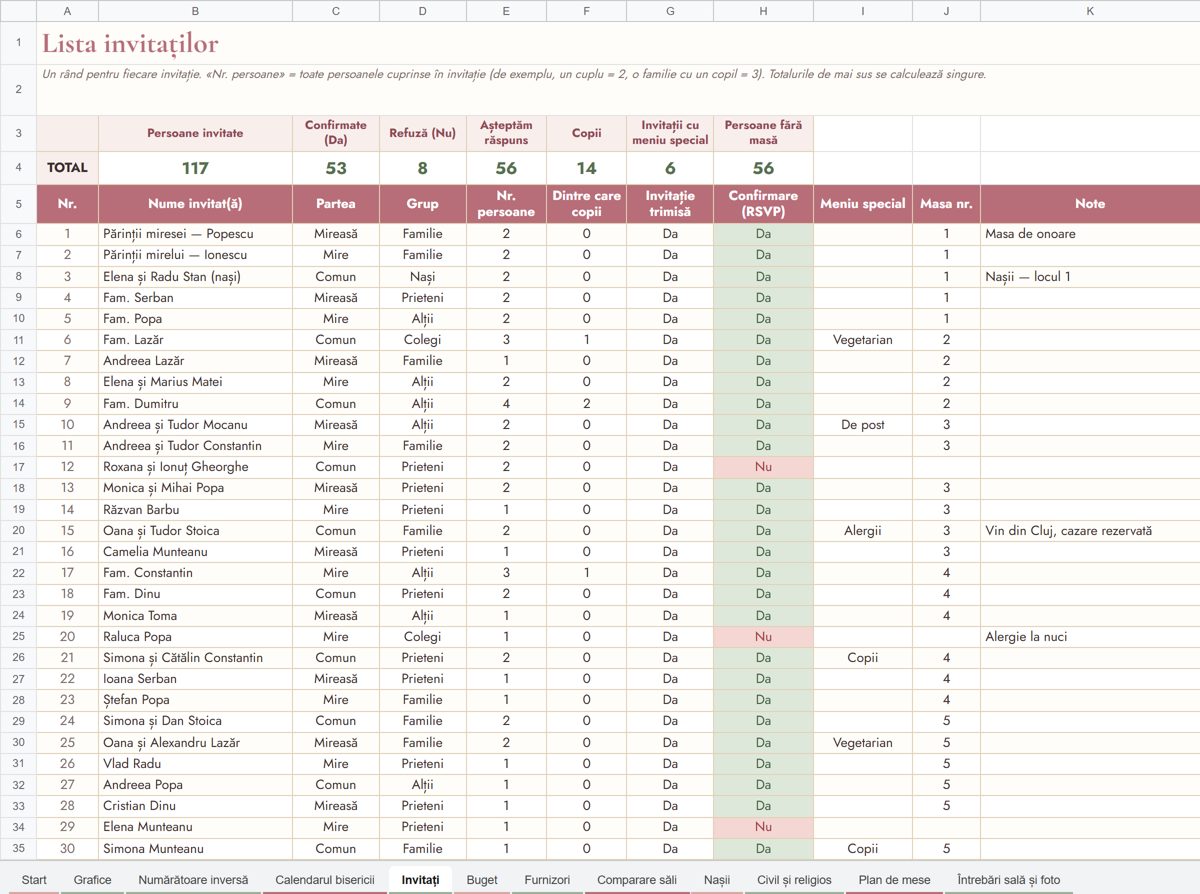 A B C D E F G H I J K
1 Lista invitaților
2 Un rând pentru fiecare invitație. «Nr. persoane» = toate persoanele cuprinse în invitație (de exemplu, un cuplu = 2, o familie cu un copil = 3). Totalurile de mai sus se calculează singure.
3 Persoane invitate Confirmate (Da) Refuză (Nu) Așteptăm răspuns Copii Invitații cu meniu special Persoane fără masă
4 TOTAL 117 53 8 56 14 6 56
5 Nr. Nume invitat(ă) Partea Grup Nr. persoane Dintre care copii Invitație trimisă Confirmare (RSVP) Meniu special Masa nr. Note
6 1 Părinții miresei — Popescu Mireasă Familie 2 0 Da Da 1 Masa de onoare
7 2 Părinții mirelui — Ionescu Mire Familie 2 0 Da Da 1
8 3 Elena și Radu Stan (nași) Comun Nași 2 0 Da Da 1 Nașii — locul 1
9 4 Fam. Serban Mireasă Prieteni 2 0 Da Da 1
10 5 Fam. Popa Mire Alții 2 0 Da Da 1
11 6 Fam. Lazăr Comun Colegi 3 1 Da Da Vegetarian 2
12 7 Andreea Lazăr Mireasă Familie 1 0 Da Da 2
13 8 Elena și Marius Matei Mire Alții 2 0 Da Da 2
14 9 Fam. Dumitru Comun Alții 4 2 Da Da 2
15 10 Andreea și Tudor Mocanu Mireasă Alții 2 0 Da Da De post 3
16 11 Andreea și Tudor Constantin Mire Familie 2 0 Da Da 3
17 12 Roxana și Ionuț Gheorghe Comun Prieteni 2 0 Da Nu
18 13 Monica și Mihai Popa Mireasă Prieteni 2 0 Da Da 3
19 14 Răzvan Barbu Mire Prieteni 1 0 Da Da 3
20 15 Oana și Tudor Stoica Comun Familie 2 0 Da Da Alergii 3 Vin din Cluj, cazare rezervată
21 16 Camelia Munteanu Mireasă Prieteni 1 0 Da Da 3
22 17 Fam. Constantin Mire Alții 3 1 Da Da 4
23 18 Fam. Dinu Comun Prieteni 2 0 Da Da 4
24 19 Monica Toma Mireasă Alții 1 0 Da Da 4
25 20 Raluca Popa Mire Colegi 1 0 Da Nu Alergie la nuci
26 21 Simona și Cătălin Constantin Comun Prieteni 2 0 Da Da Copii 4
27 22 Ioana Serban Mireasă Prieteni 1 0 Da Da 4
28 23 Ștefan Popa Mire Familie 1 0 Da Da 4
29 24 Simona și Dan Stoica Comun Familie 2 0 Da Da 5
30 25 Oana și Alexandru Lazăr Mireasă Familie 2 0 Da Da Vegetarian 5
31 26 Vlad Radu Mire Prieteni 1 0 Da Da 5
32 27 Andreea Popa Comun Alții 1 0 Da Da 5
33 28 Cristian Dinu Mireasă Prieteni 1 0 Da Da 5
34 29 Elena Munteanu Mire Prieteni 1 0 Da Nu
35 30 Simona Munteanu Comun Familie 1 0 Da Da Copii 5
Start Grafice Numărătoare inversă Calendarul bisericii Invitați Buget Furnizori Comparare săli Nașii Civil și religios Plan de mese Întrebări sală și foto